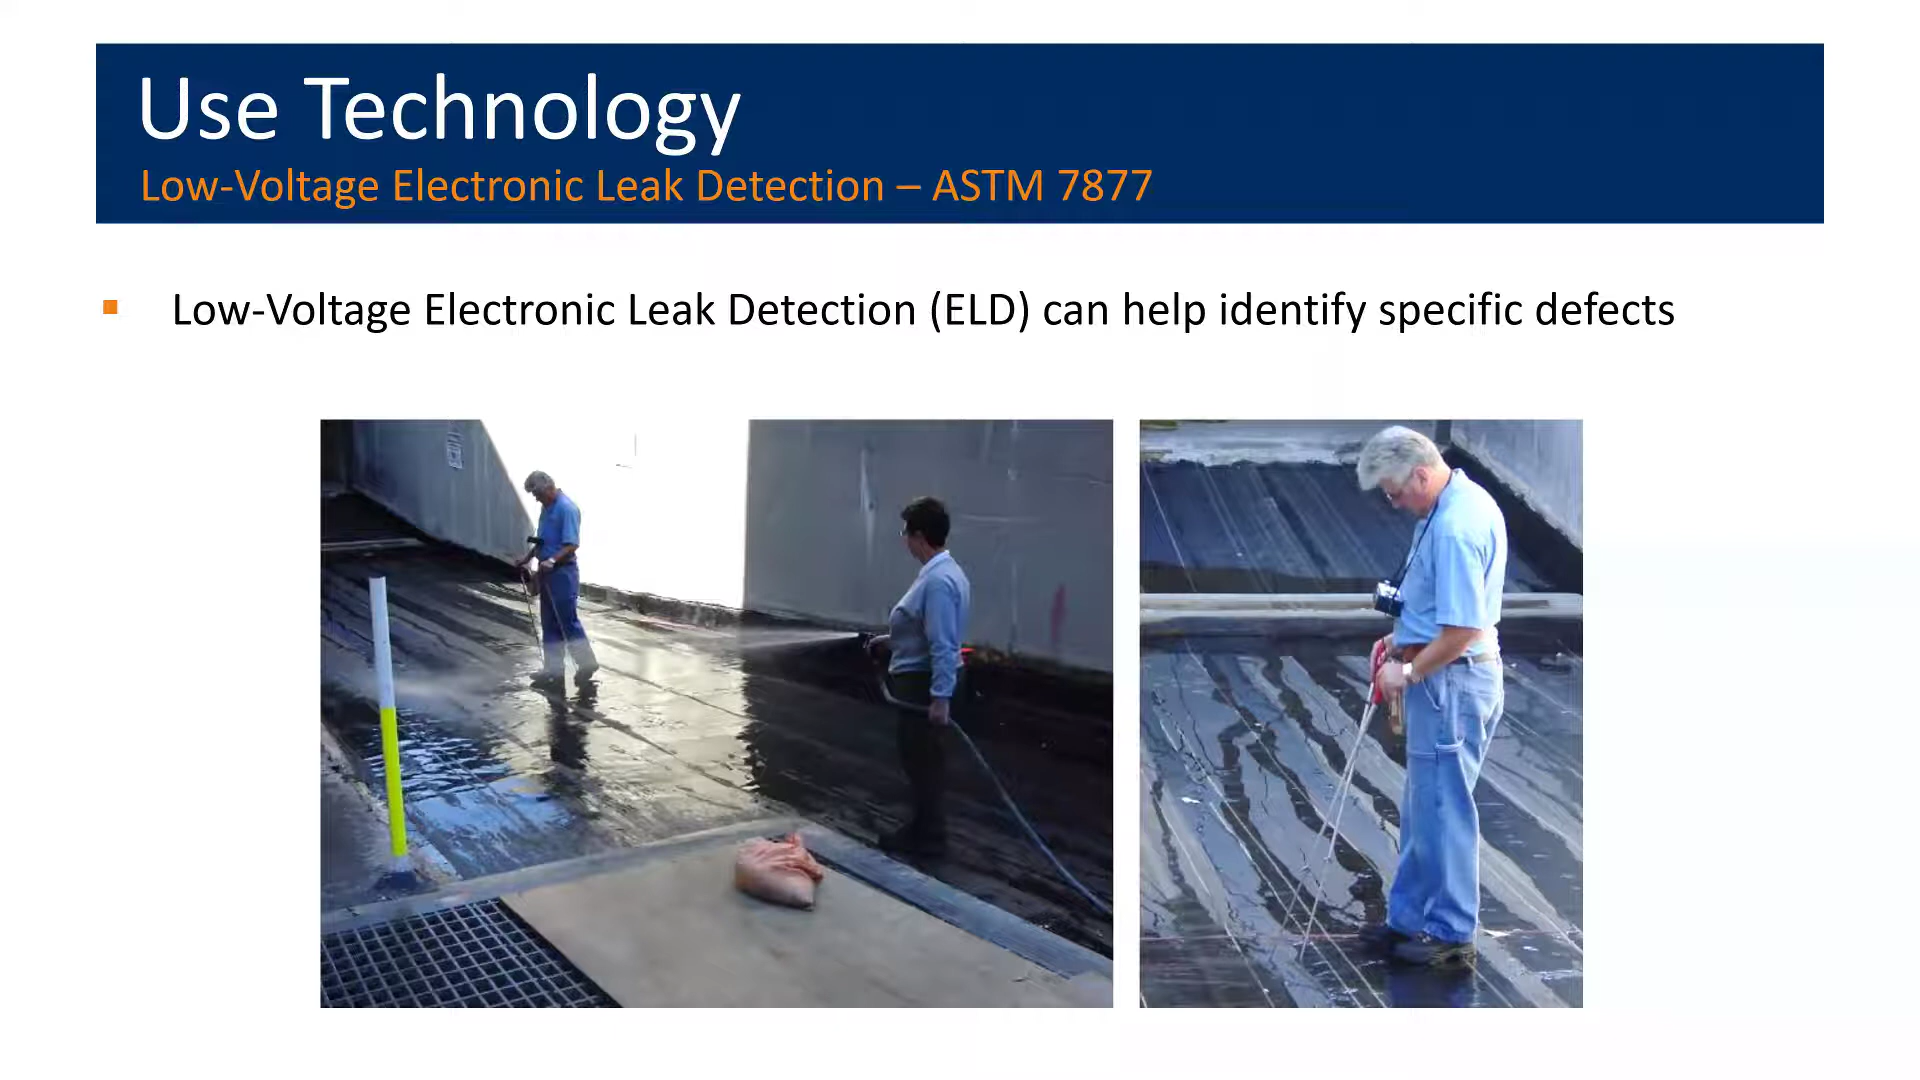 Use Technology
Low-Voltage Electronic Leak Detection – ASTM 7877
▪ Low-Voltage Electronic Leak Detection (ELD) can help identify specific defects